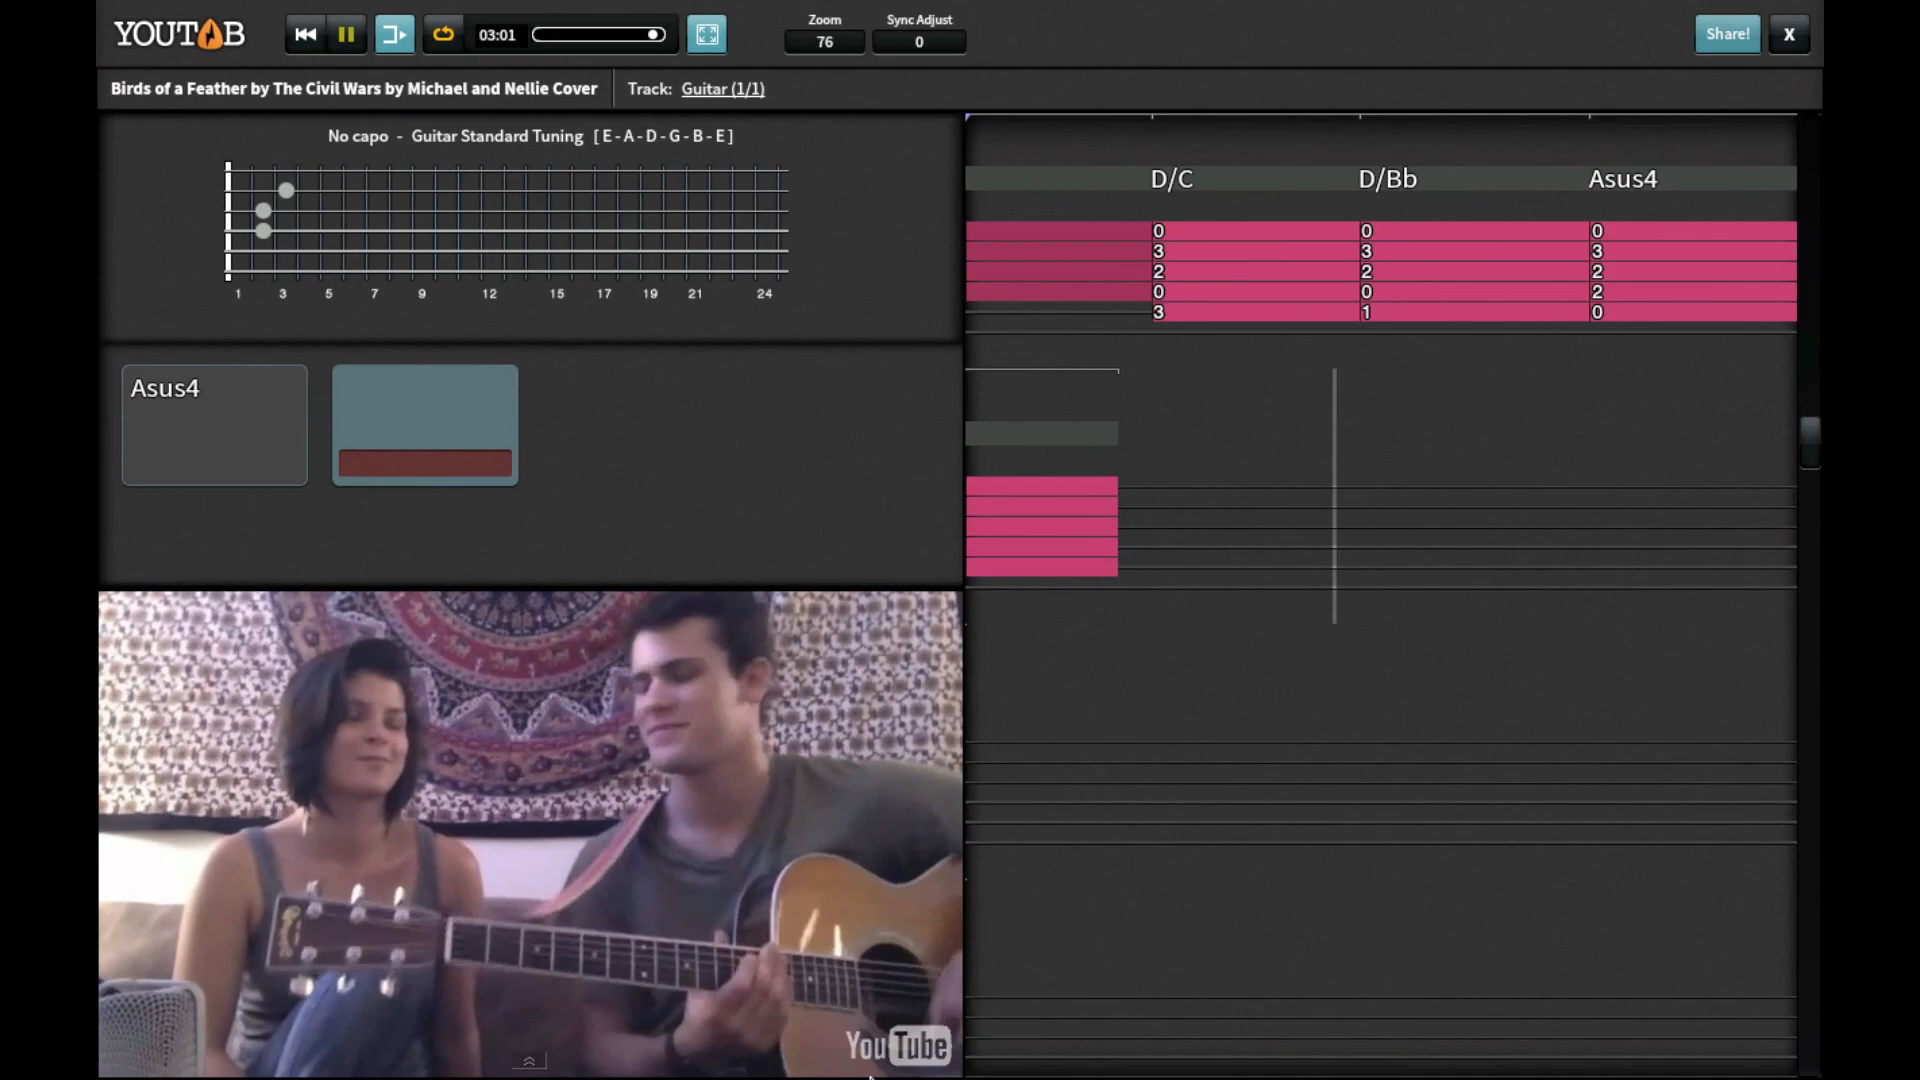 YOUTAB
03:01
Zoom
76
Sync Adjust
0
Share!
X
Birds of a Feather by The Civil Wars by Michael and Nellie Cover
Track: Guitar (1/1)
No capo - Guitar Standard Tuning [E-A-D-G-B-E]
1 3 5 7 9 12 15 17 19 21 24
Asus4
D/C D/Bb Asus4
0 0 0
3 3 3
2 2 2
0 0 2
3 1 0
YouTube